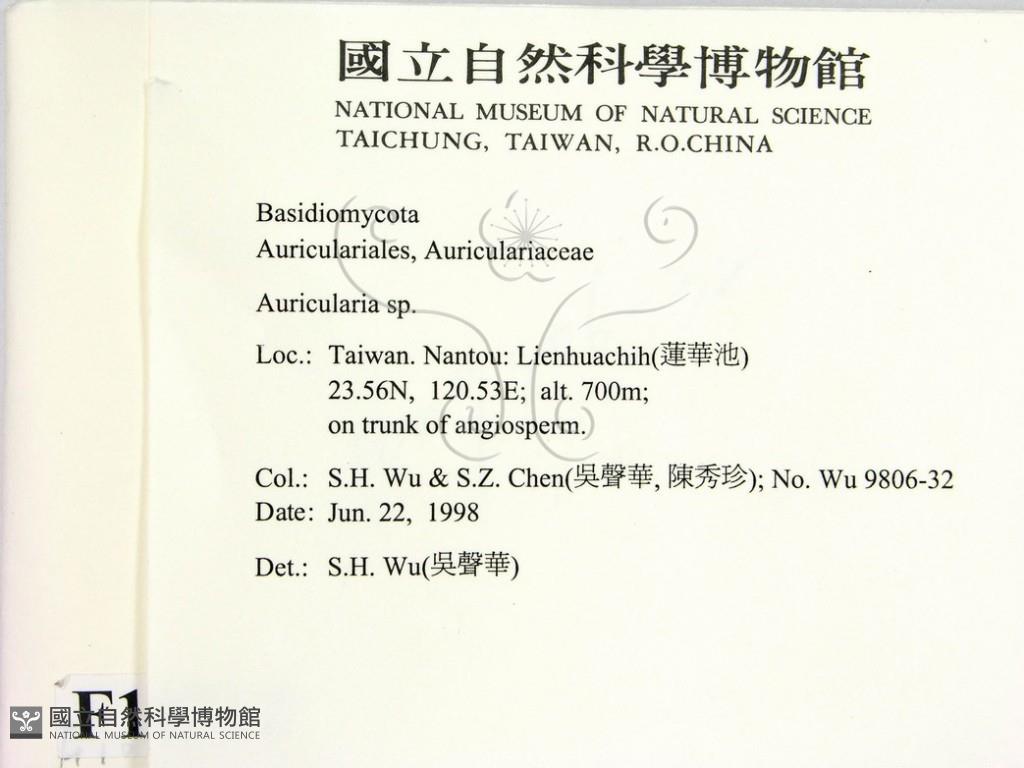 國立自然科學博物館
NATIONAL MUSEUM OF NATURAL SCIENCE
TAICHUNG, TAIWAN, R.O.CHINA
Basidiomycota
Auriculariales, Auriculariaceae
Auricularia sp.
Loc.: Taiwan. Nantou: Lienhuachih(蓮華池)
23.56N, 120.53E; alt. 700m;
on trunk of angiosperm.
Col.: S.H. Wu & S.Z. Chen(吳聲華, 陳秀珍); No. Wu 9806-32
Date: Jun. 22, 1998
Det.: S.H. Wu(吳聲華)
F1
國立自然科學博物館
NATIONAL MUSEUM OF NATURAL SCIENCE